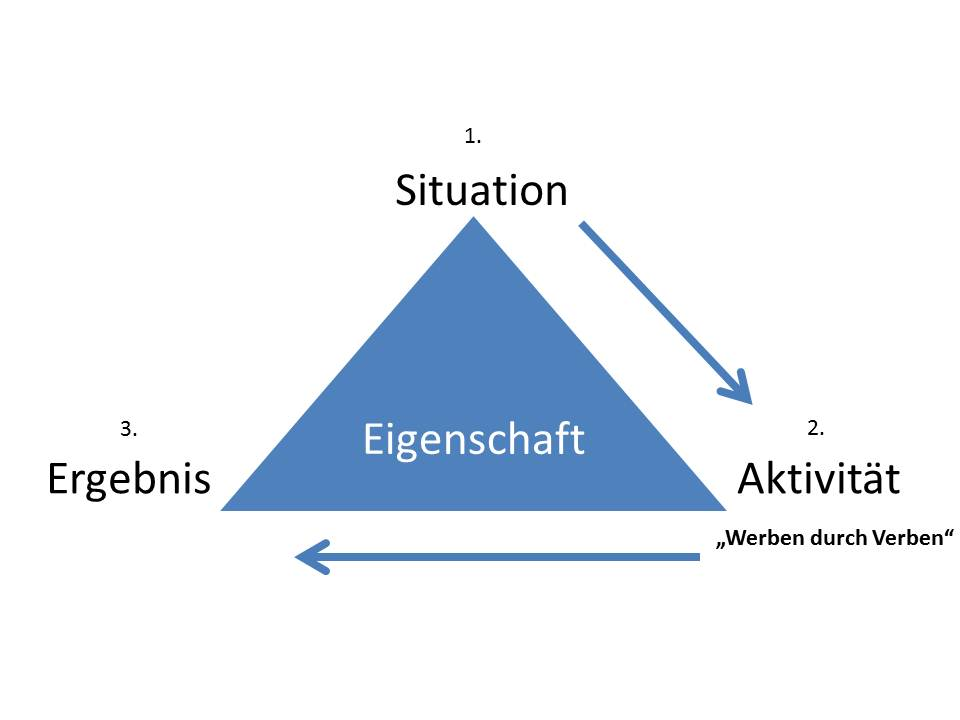 1.
Situation
Eigenschaft
2.
Aktivität
„Werben durch Verben“
3.
Ergebnis